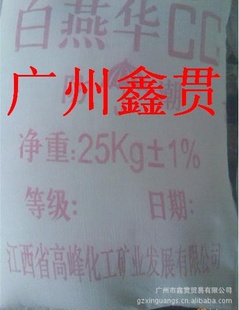 白燕华CC
广州鑫贯
净重:25Kg±1%
等级: 日期:
江西省高峰化工矿业发展有限公司
广州市鑫贯贸易有限公司
gzxinguang5.cn.1688.com